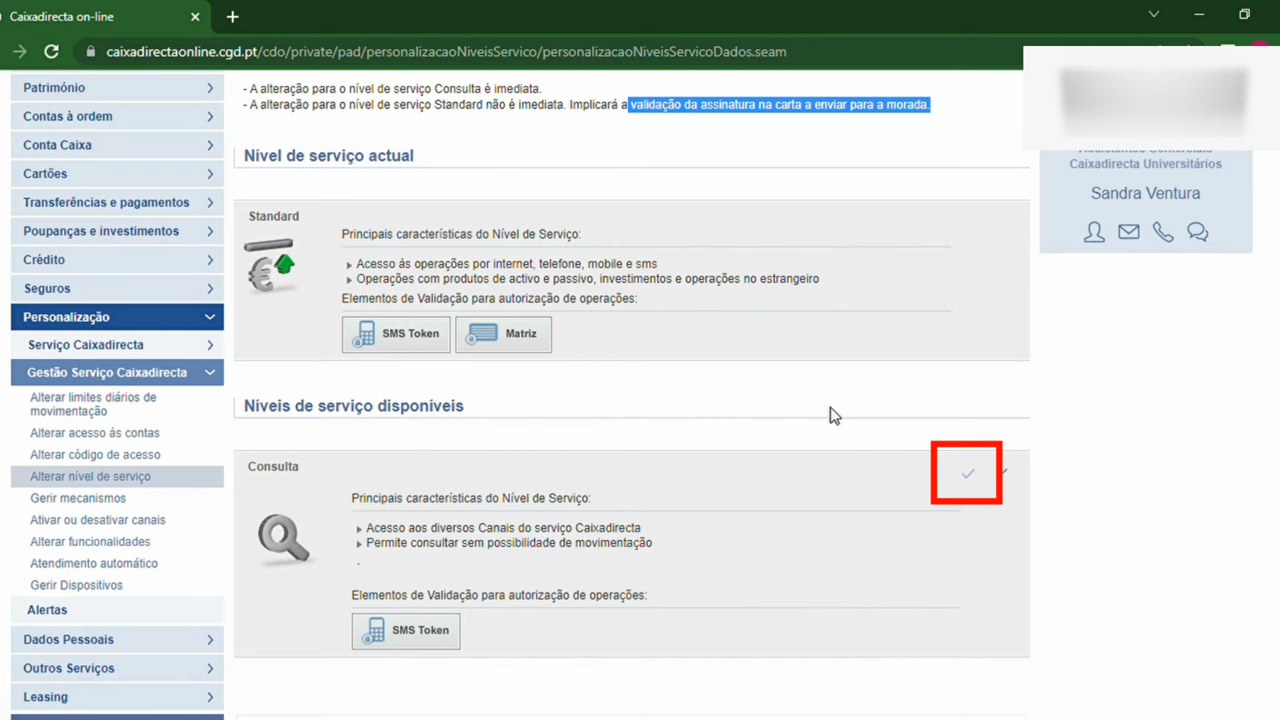 Caixadirecta on-line
caixadirectaonline.cgd.pt/cdo/private/pad/personalizacaoNiveisServico/personalizacaoNiveisServicoDados.seam
Património
Contas à ordem
Conta Caixa
Cartões
Transferências e pagamentos
Poupanças e investimentos
Crédito
Seguros
Personalização
Serviço Caixadirecta
Gestão Serviço Caixadirecta
Alterar limites diários de
movimentação
Alterar acesso às contas
Alterar código de acesso
Alterar nível de serviço
Gerir mecanismos
Ativar ou desativar canais
Alterar funcionalidades
Atendimento automático
Gerir Dispositivos
Alertas
Dados Pessoais
Outros Serviços
Leasing
- A alteração para o nível de serviço Consulta é imediata.
- A alteração para o nível de serviço Standard não é imediata. Implicará a validação da assinatura na carta a enviar para a morada.
Nível de serviço actual
Standard
Principais características do Nível de Serviço:
Acesso às operações por internet, telefone, mobile e sms
Operações com produtos de activo e passivo, investimentos e operações no estrangeiro
Elementos de Validação para autorização de operações:
SMS Token
Matriz
Níveis de serviço disponíveis
Consulta
Principais características do Nível de Serviço:
Acesso aos diversos Canais do serviço Caixadirecta
Permite consultar sem possibilidade de movimentação
.
Elementos de Validação para autorização de operações:
SMS Token
Assistentes Comerciais
Caixadirecta Universitários
Sandra Ventura